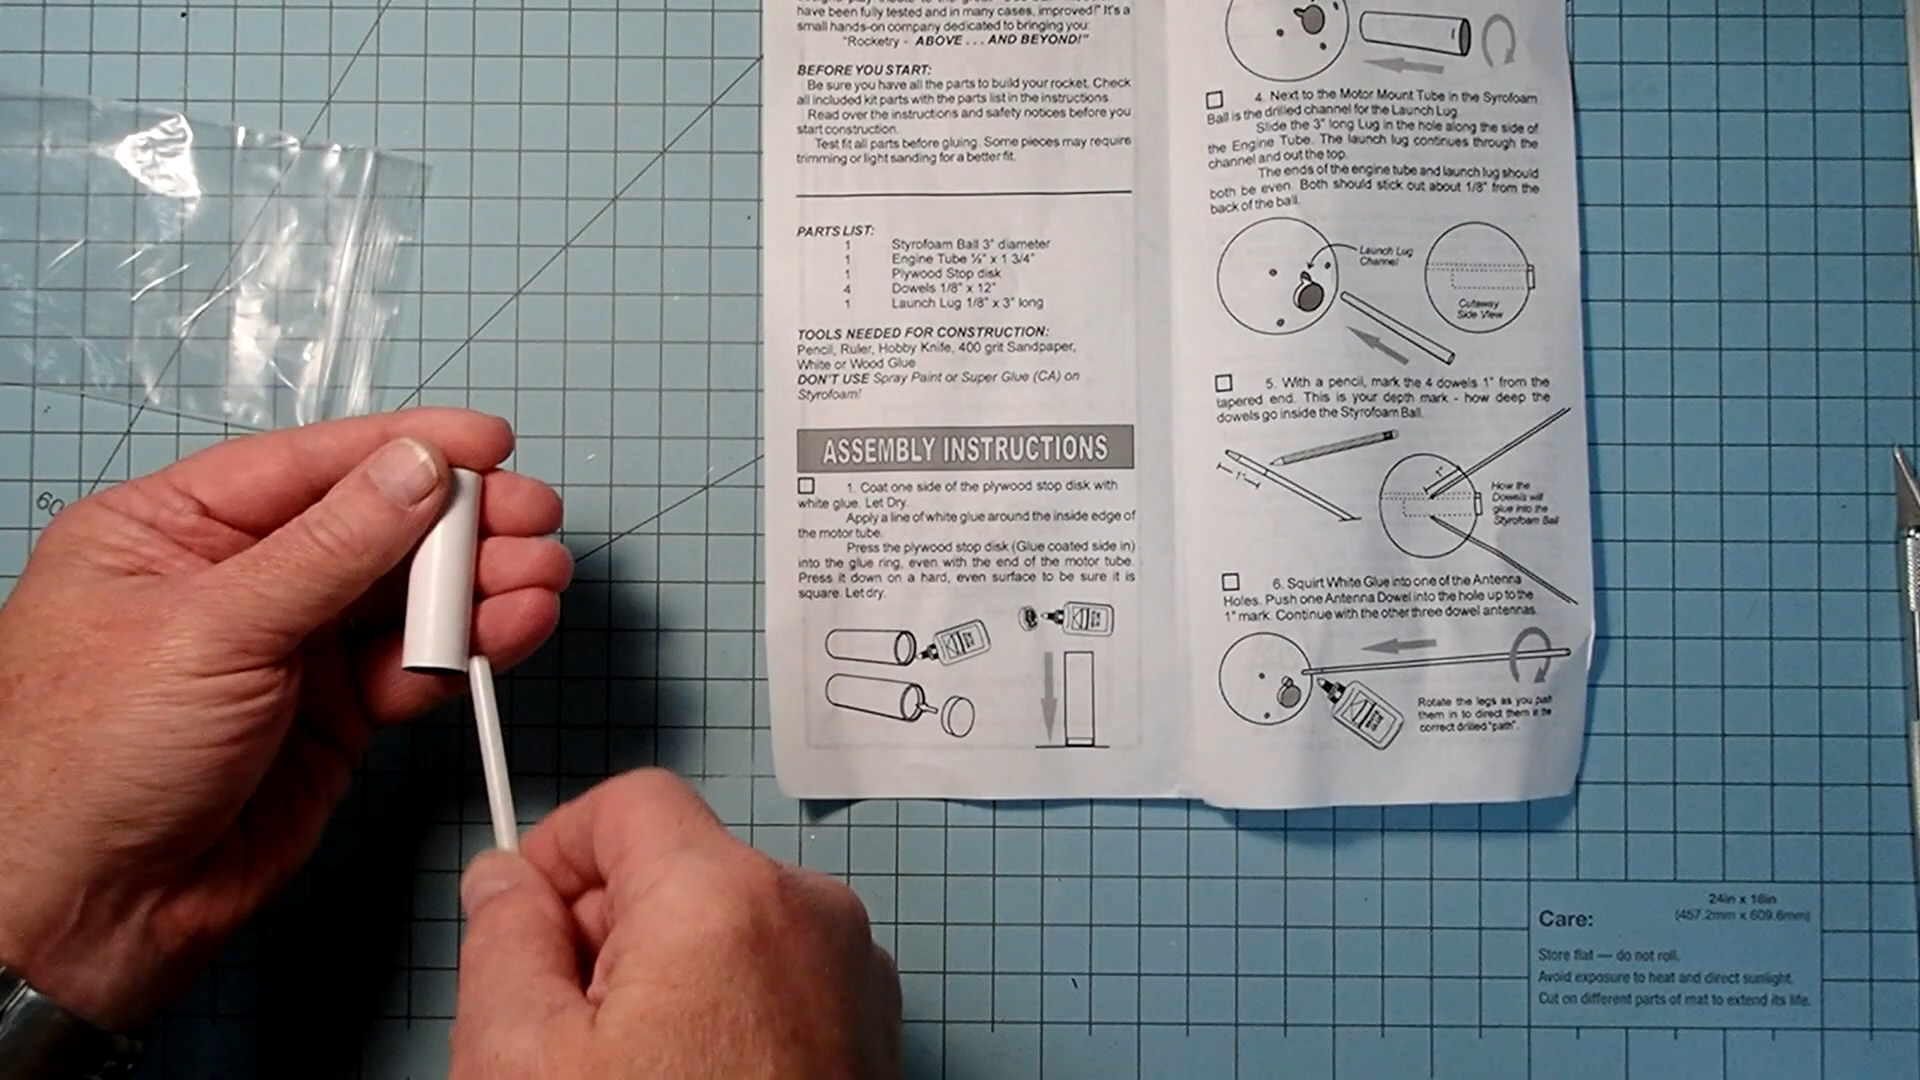 have been fully tested and in many cases, improved!" It's a
small hands-on company dedicated to bringing you:
"Rocketry - ABOVE . . . AND BEYOND!"
BEFORE YOU START:
Be sure you have all the parts to build your rocket. Check
all included kit parts with the parts list in the instructions.
Read over the instructions and safety notices before you
start construction.
Test fit all parts before gluing. Some pieces may require
trimming or light sanding for a better fit.
PARTS LIST:
1 Styrofoam Ball 3" diameter
1 Engine Tube ½" x 1 3/4"
1 Plywood Stop disk
4 Dowels 1/8" x 12"
1 Launch Lug 1/8" x 3" long
TOOLS NEEDED FOR CONSTRUCTION:
Pencil, Ruler, Hobby Knife, 400 grit Sandpaper,
White or Wood Glue
DON'T USE Spray Paint or Super Glue (CA) on
Styrofoam!
ASSEMBLY INSTRUCTIONS
1. Coat one side of the plywood stop disk with
white glue. Let Dry.
Apply a line of white glue around the inside edge of
the motor tube.
Press the plywood stop disk (Glue coated side in)
into the glue ring, even with the end of the motor tube.
Press it down on a hard, even surface to be sure it is
square. Let dry.
4. Next to the Motor Mount Tube in the Syrofoam
Ball is the drilled channel for the Launch Lug.
Slide the 3" long Lug in the hole along the side of
the Engine Tube. The launch lug continues through the
channel and out the top.
The ends of the engine tube and launch lug should
both be even. Both should stick out about 1/8" from the
back of the ball.
Launch Lug
Channel
Cutaway
Side View
5. With a pencil, mark the 4 dowels 1" from the
tapered end. This is your depth mark - how deep the
dowels go inside the Styrofoam Ball.
1"
1"
How the
Dowels will
glue into the
Styrofoam Ball
6. Squirt White Glue into one of the Antenna
Holes. Push one Antenna Dowel into the hole up to the
1" mark. Continue with the other three dowel antennas.
Rotate the legs as you push
them in to direct them in the
correct drilled "path".
60
24in x 18in
(457.2mm x 609.6mm)
Care:
Store flat — do not roll.
Avoid exposure to heat and direct sunlight.
Cut on different parts of mat to extend its life.